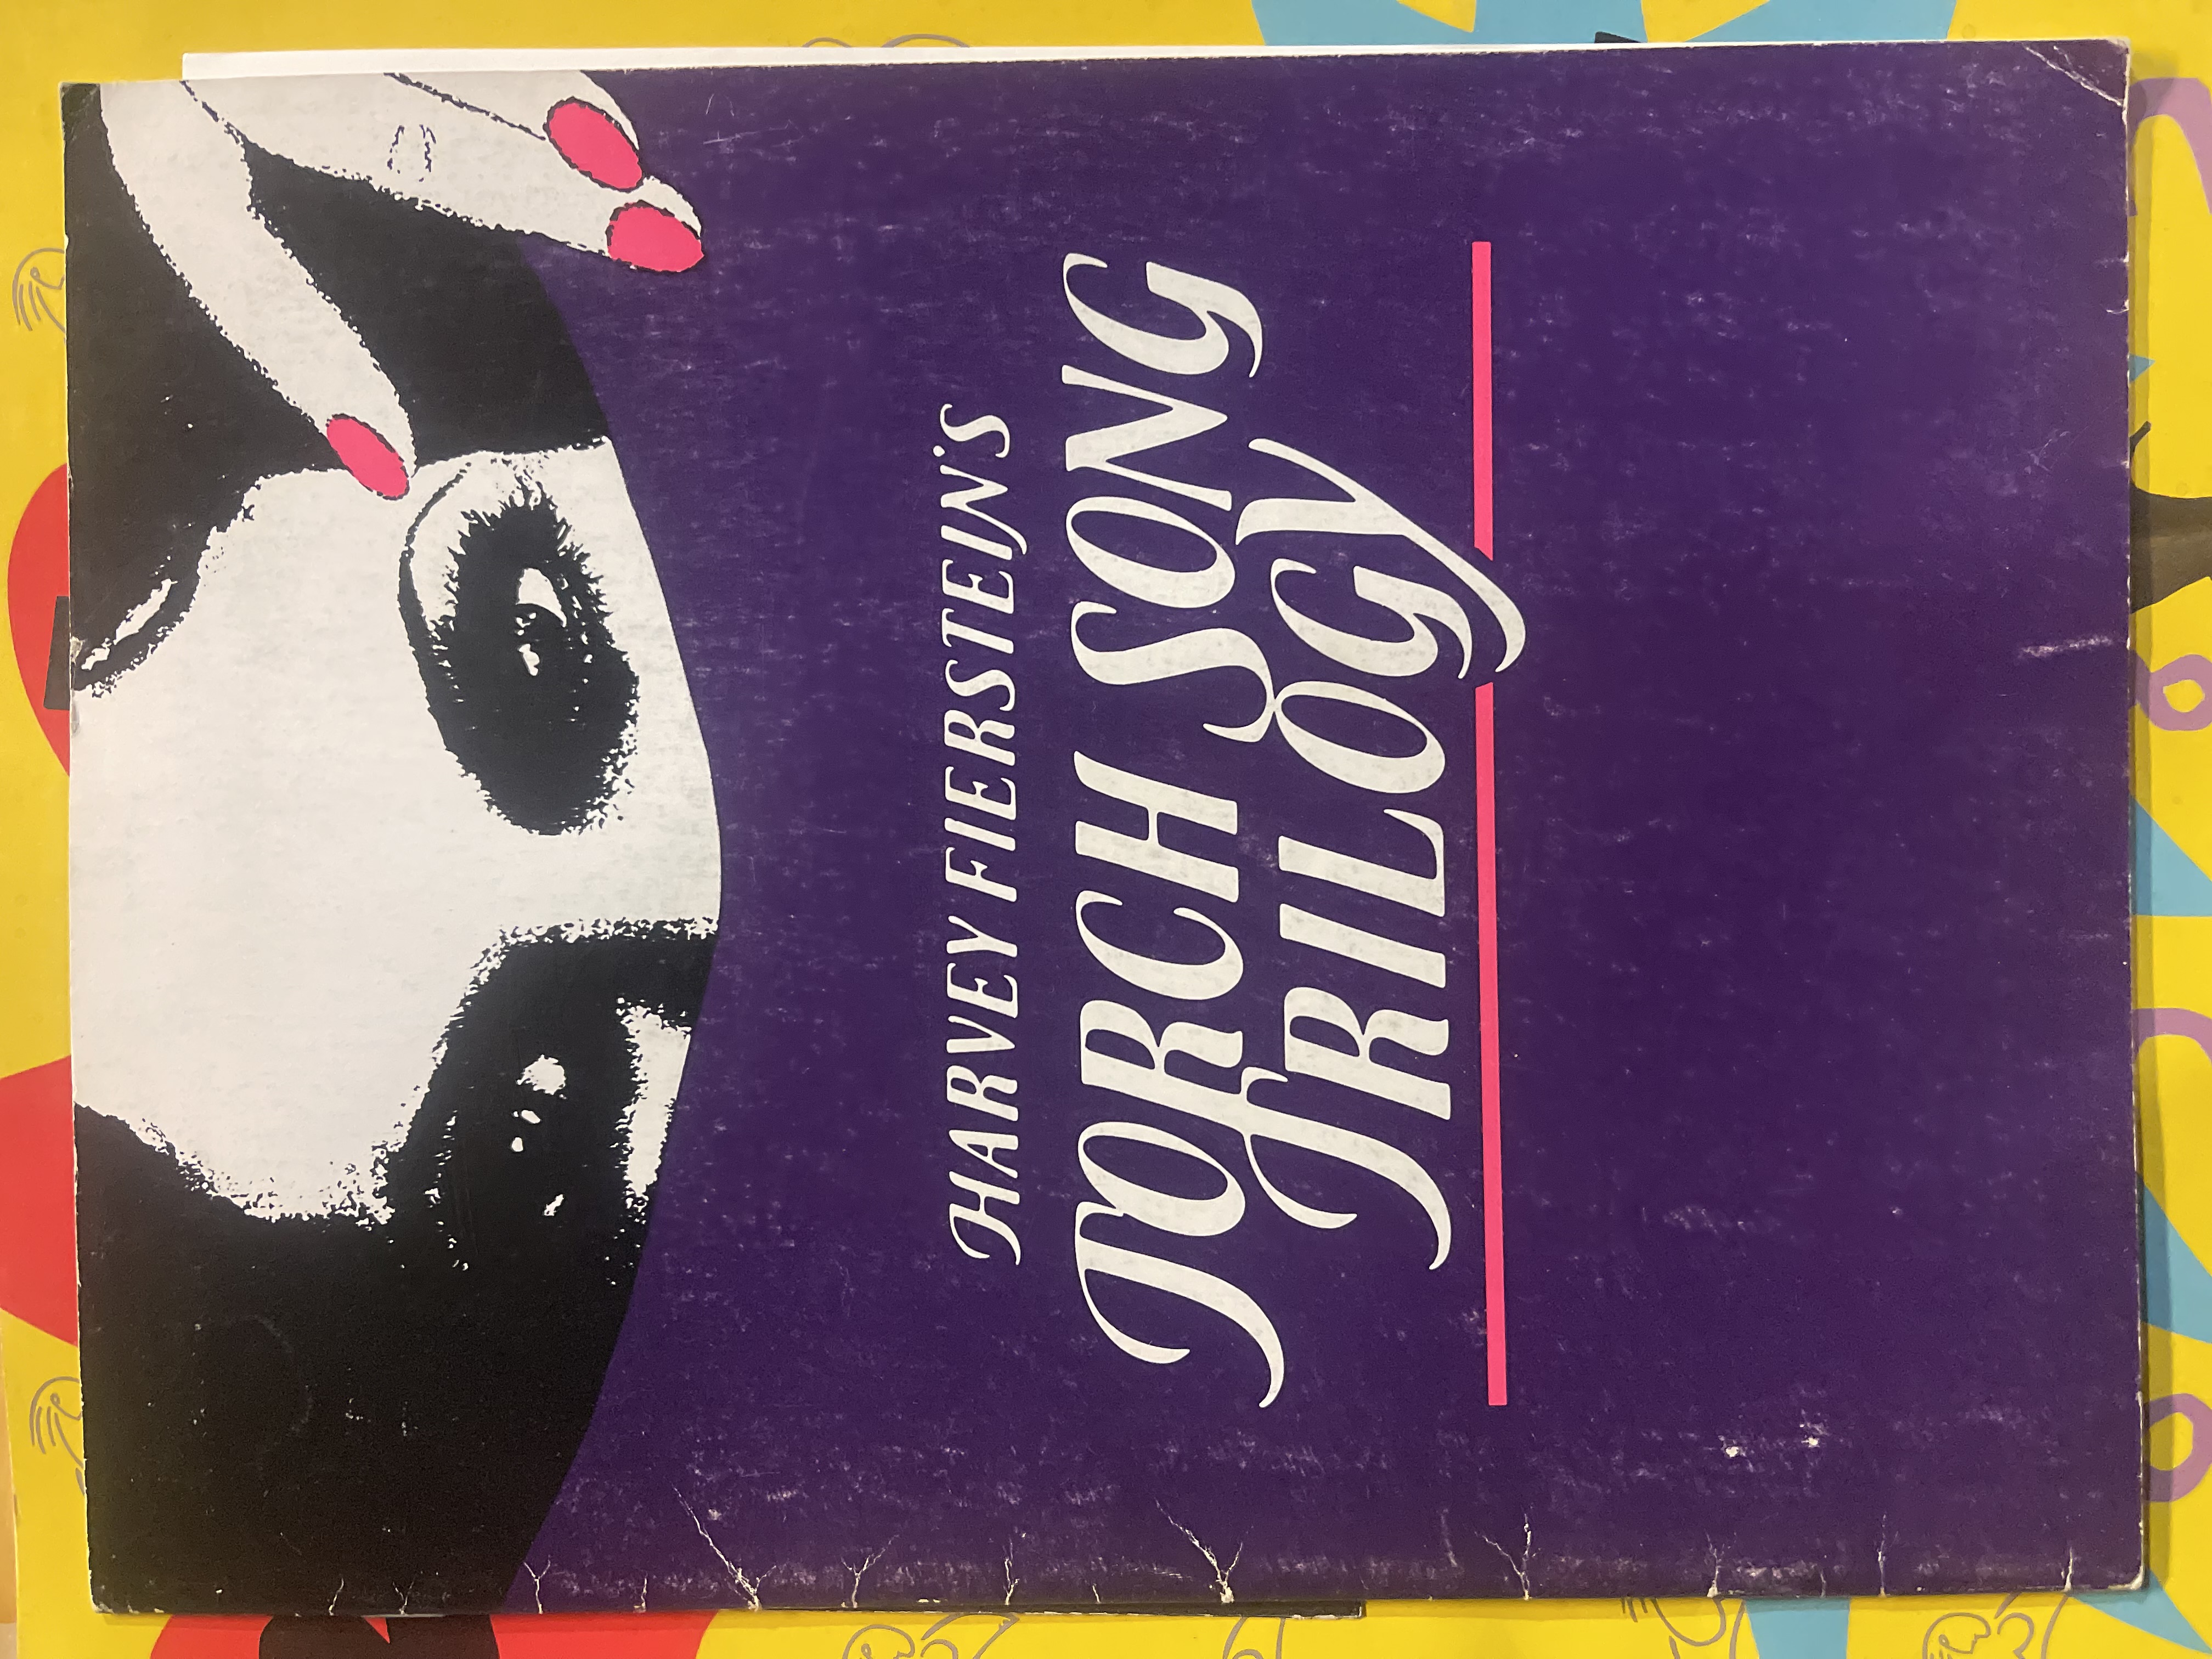 HARVEY FIERSTEIN'S
TORCH SONG
TRILOGY